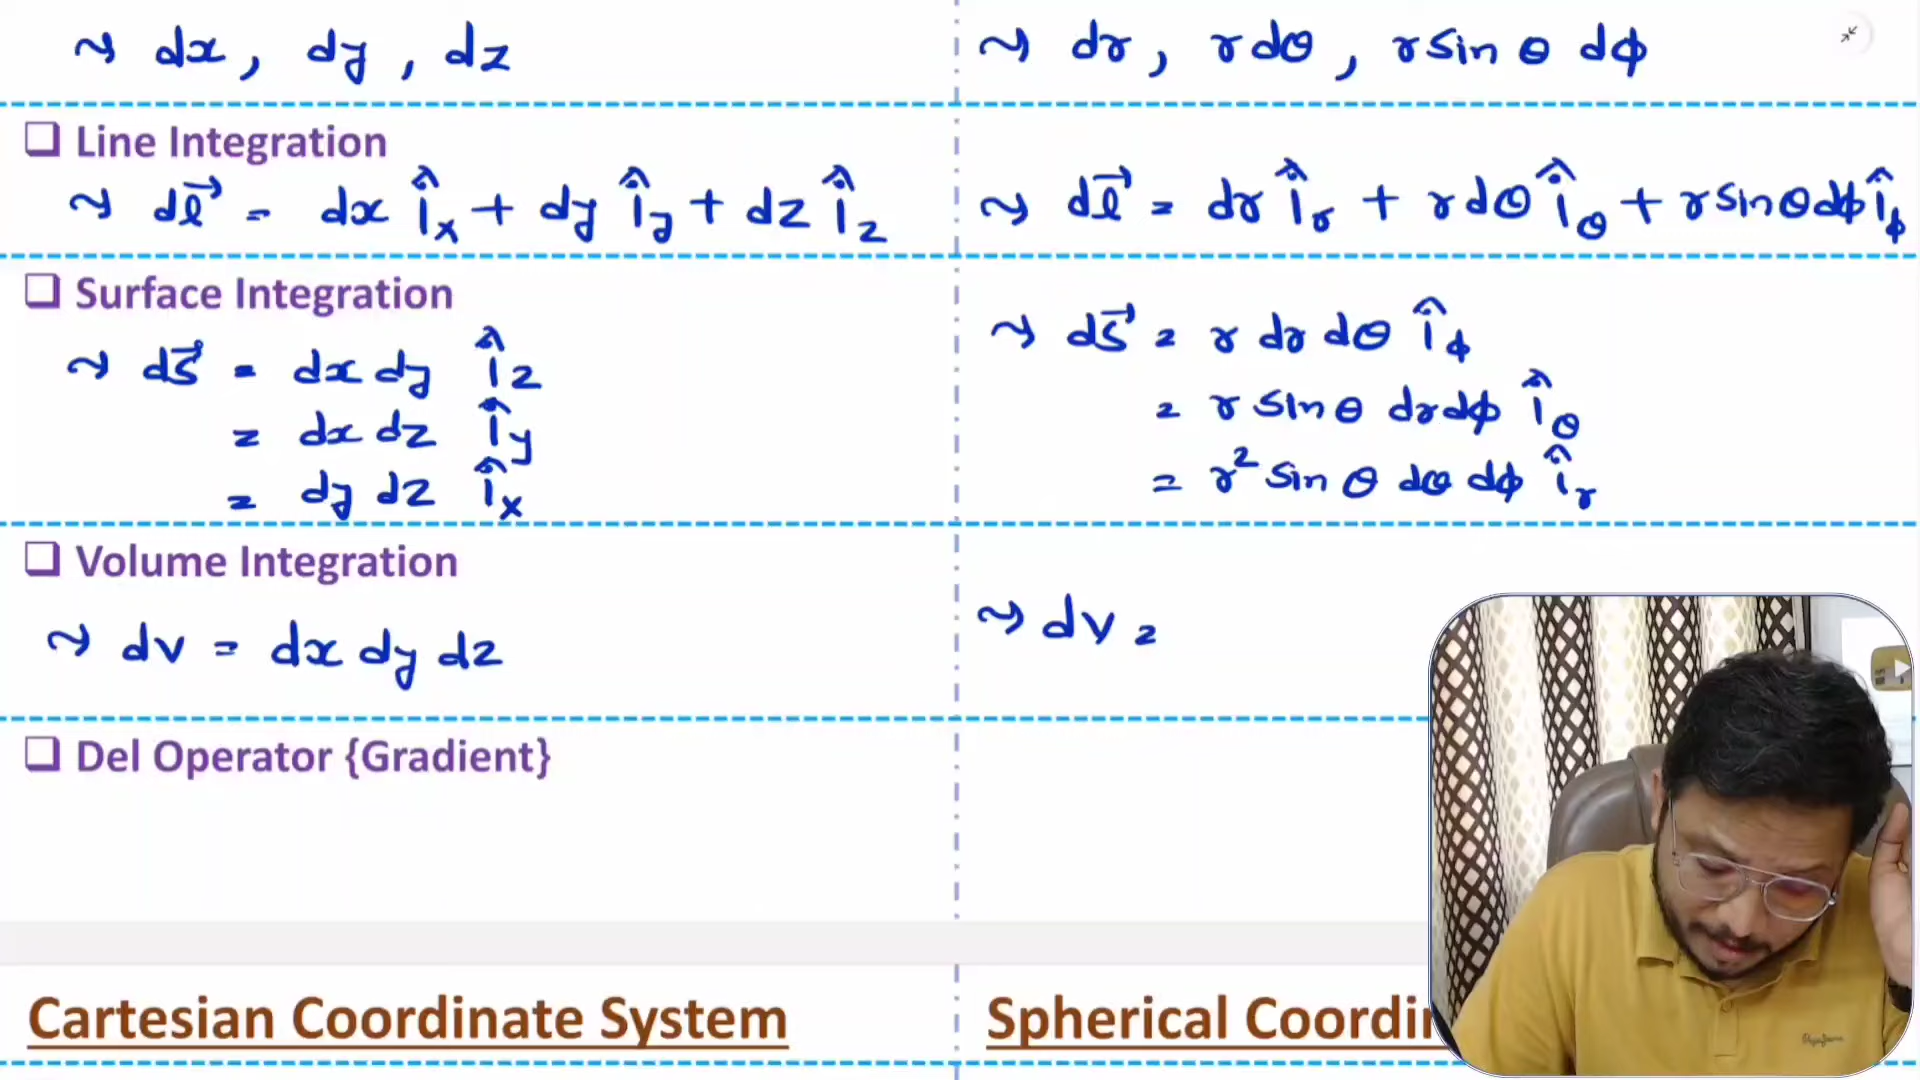 ~> dx, dy, dz
~> dr, rdθ, r sin θ dϕ
❑ Line Integration
~> dl⃗ = dx î_x + dy î_y + dz î_z
~> dl⃗ = dr î_r + rdθ î_θ + r sinθ dϕ î_ϕ
❑ Surface Integration
~> ds⃗ = dx dy î_z
= dx dz î_y
= dy dz î_x
~> ds⃗ = r dr dθ î_ϕ
= r sin θ dr dϕ î_θ
= r² sin θ dθ dϕ î_r
❑ Volume Integration
~> dv = dx dy dz
~> dv =
❑ Del Operator {Gradient}
Cartesian Coordinate System
Spherical Coordi